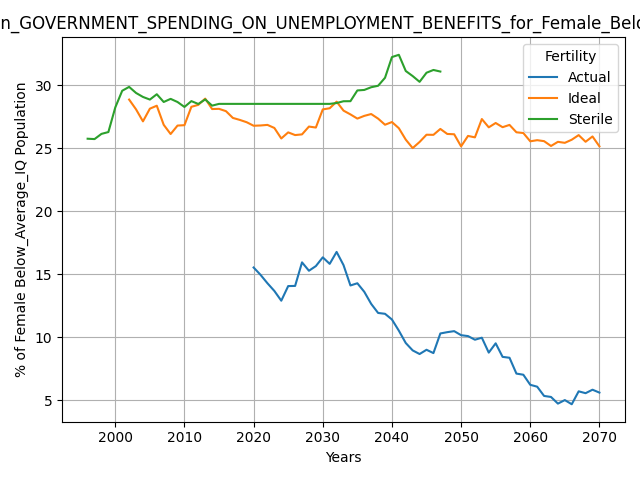 n_GOVERNMENT_SPENDING_ON_UNEMPLOYMENT_BENEFITS_for_Female_Belo
Fertility
Actual
Ideal
Sterile
% of Female Below_Average_IQ Population
30
25
20
15
10
5
2000 2010 2020 2030 2040 2050 2060 2070
Years